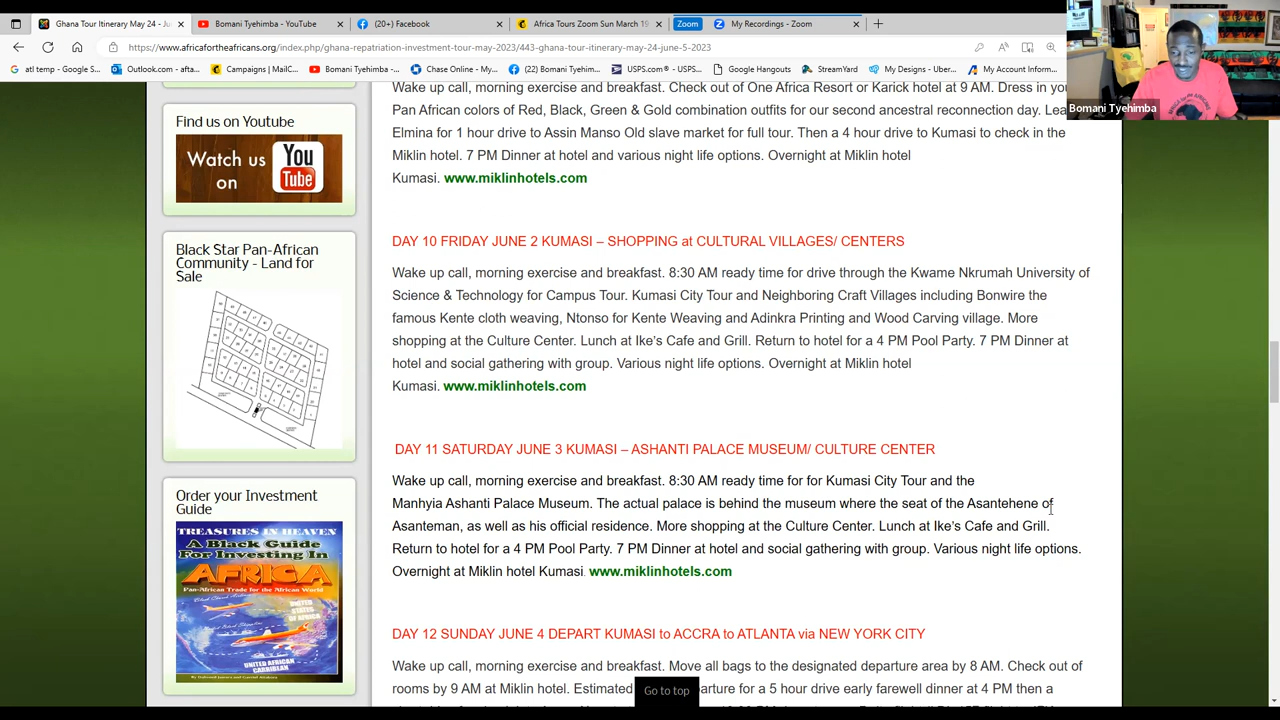 Ghana Tour Itinerary May 24 - Jun
Bomani Tyehimba - YouTube
(20+) Facebook
Africa Tours Zoom Sun March 19
Zoom
My Recordings - Zoom
https://www.africafortheafricans.org/index.php/ghana-repatriation-investment-tour-may-2023/443-ghana-tour-itinerary-may-24-june-5-2023
atl temp - Google S...
Outlook.com - afta...
Campaigns | MailC...
Bomani Tyehimba -...
Chase Online - My...
(22) Bomani Tyehim...
USPS.com® - USPS...
Google Hangouts
StreamYard
My Designs - Uber...
My Account Inform...
Bomani Tyehimba
Find us on Youtube
Watch us
on
You
Tube
Black Star Pan-African
Community - Land for
Sale
Order your Investment
Guide
TREASURES IN HEAVEN
A Black Guide
For Investing In
AFRICA
Pan-African Trade for the African World
UNITED STATES OF AMERICA
UNITED AFRICAN
CARRIBEAN
Wake up call, morning exercise and breakfast. Check out of One Africa Resort or Karick hotel at 9 AM. Dress in you
Pan African colors of Red, Black, Green & Gold combination outfits for our second ancestral reconnection day. Lea
Elmina for 1 hour drive to Assin Manso Old slave market for full tour. Then a 4 hour drive to Kumasi to check in the
Miklin hotel. 7 PM Dinner at hotel and various night life options. Overnight at Miklin hotel
Kumasi. www.miklinhotels.com
DAY 10 FRIDAY JUNE 2 KUMASI – SHOPPING at CULTURAL VILLAGES/ CENTERS
Wake up call, morning exercise and breakfast. 8:30 AM ready time for drive through the Kwame Nkrumah University of
Science & Technology for Campus Tour. Kumasi City Tour and Neighboring Craft Villages including Bonwire the
famous Kente cloth weaving, Ntonso for Kente Weaving and Adinkra Printing and Wood Carving village. More
shopping at the Culture Center. Lunch at Ike's Cafe and Grill. Return to hotel for a 4 PM Pool Party. 7 PM Dinner at
hotel and social gathering with group. Various night life options. Overnight at Miklin hotel
Kumasi. www.miklinhotels.com
DAY 11 SATURDAY JUNE 3 KUMASI – ASHANTI PALACE MUSEUM/ CULTURE CENTER
Wake up call, morning exercise and breakfast. 8:30 AM ready time for for Kumasi City Tour and the
Manhyia Ashanti Palace Museum. The actual palace is behind the museum where the seat of the Asantehene of
Asanteman, as well as his official residence. More shopping at the Culture Center. Lunch at Ike's Cafe and Grill.
Return to hotel for a 4 PM Pool Party. 7 PM Dinner at hotel and social gathering with group. Various night life options.
Overnight at Miklin hotel Kumasi. www.miklinhotels.com
DAY 12 SUNDAY JUNE 4 DEPART KUMASI to ACCRA to ATLANTA via NEW YORK CITY
Wake up call, morning exercise and breakfast. Move all bags to the designated departure area by 8 AM. Check out of
rooms by 9 AM at Miklin hotel. Estimated parture for a 5 hour drive early farewell dinner at 4 PM then a
Go to top